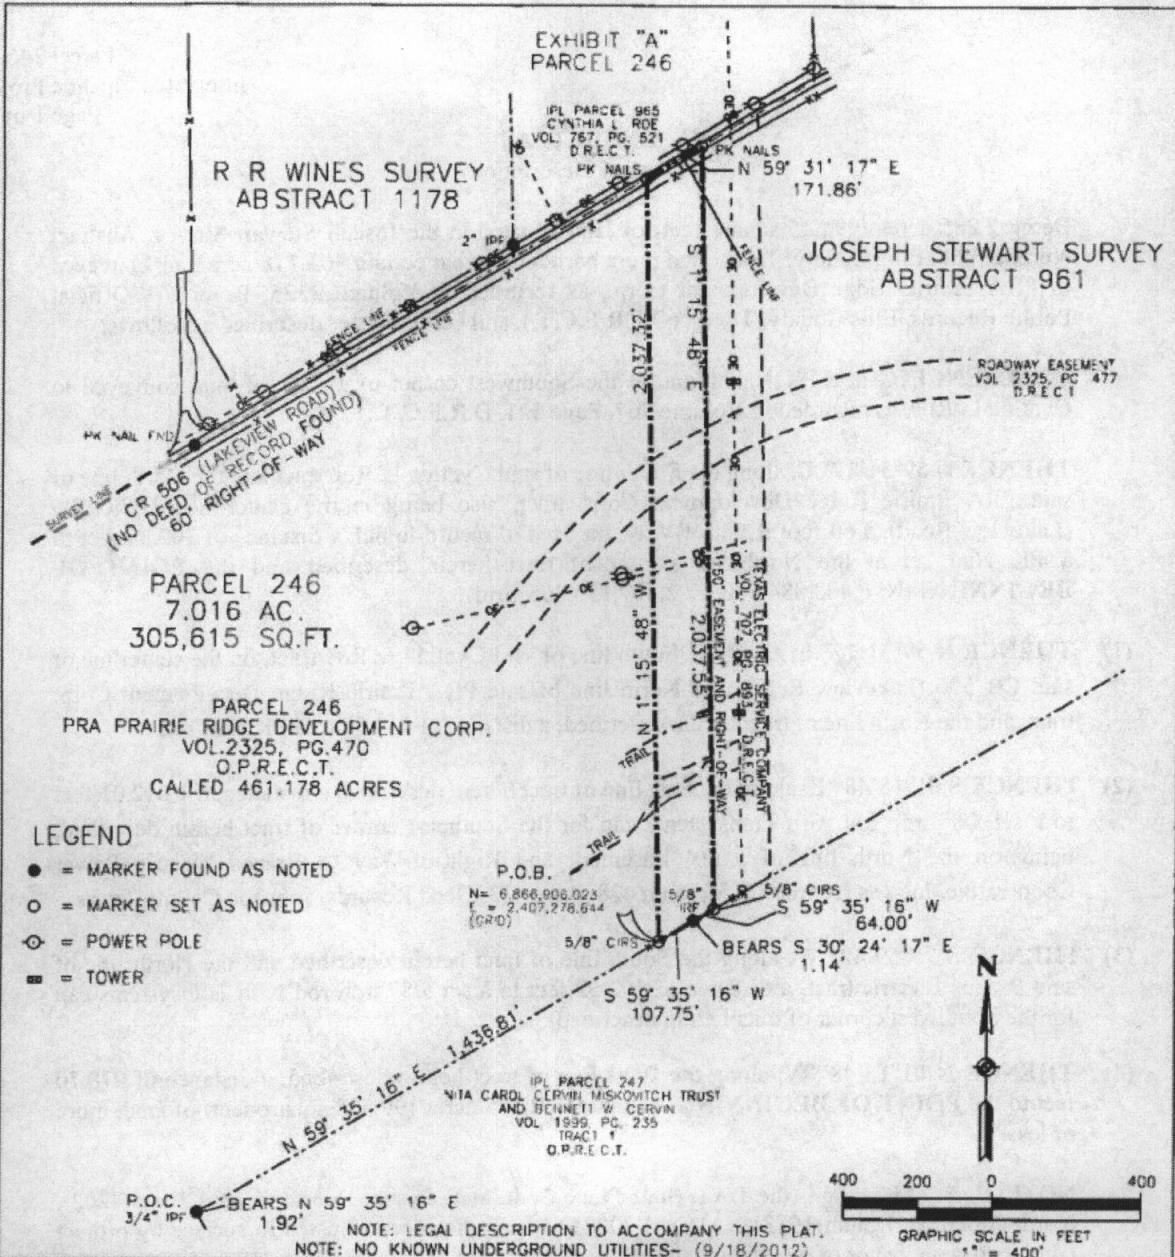 EXHIBIT "A"
PARCEL 246
IPL PARCEL 965
CYNTHIA L. ROE
VOL. 767, PG. 521
D.R.E.C.T.
PK NAILS
PK NAILS
N 59° 31' 17" E
171.86'
R R WINES SURVEY
ABSTRACT 1178
2" IPF
JOSEPH STEWART SURVEY
ABSTRACT 961
FENCE LINE
FENCE LINE
FENCE LINE
ROADWAY EASEMENT
VOL 2325, PG 477
D.R.E.C.T
PK NAIL FND
SURVEY LINE
CR 506 (LAKEVIEW ROAD)
(NO DEED OF RECORD FOUND)
60' RIGHT-OF-WAY
2,037.32'
N 1° 15' 48" W
S 1° 15' 48" E
2,037.55'
150' EASEMENT AND RIGHT-OF-WAY
VOL. 707, PG. 893 D.R.E.C.T.
TEXAS ELECTRIC SERVICE COMPANY
PARCEL 246
7.016 AC.
305,615 SQ.FT.
PARCEL 246
PRA PRAIRIE RIDGE DEVELOPMENT CORP.
VOL.2325, PG.470
O.P.R.E.C.T.
CALLED 461.178 ACRES
TRAIL
TRAIL
LEGEND
● = MARKER FOUND AS NOTED
○ = MARKER SET AS NOTED
= POWER POLE
= TOWER
P.O.B.
N= 6,866,906.023
E = 2,407,278.644
(GRID)
5/8" IRF
5/8" CIRS
5/8" CIRS
S 59° 35' 16" W
64.00'
BEARS S 30° 24' 17" E
1.14'
S 59° 35' 16" W
107.75'
N 59° 35' 16" E 1,436.81'
IPL PARCEL 247
NITA CAROL CERVIN MISKOVITCH TRUST
AND BENNETT W CERVIN
VOL 1999, PG. 235
TRACT 1
O.P.R.E.C.T.
N
P.O.C.
3/4" IPF
BEARS N 59° 35' 16" E
1.92'
400 200 0 400
GRAPHIC SCALE IN FEET
1" = 400'
NOTE: LEGAL DESCRIPTION TO ACCOMPANY THIS PLAT.
NOTE: NO KNOWN UNDERGROUND UTILITIES- (9/18/2012)